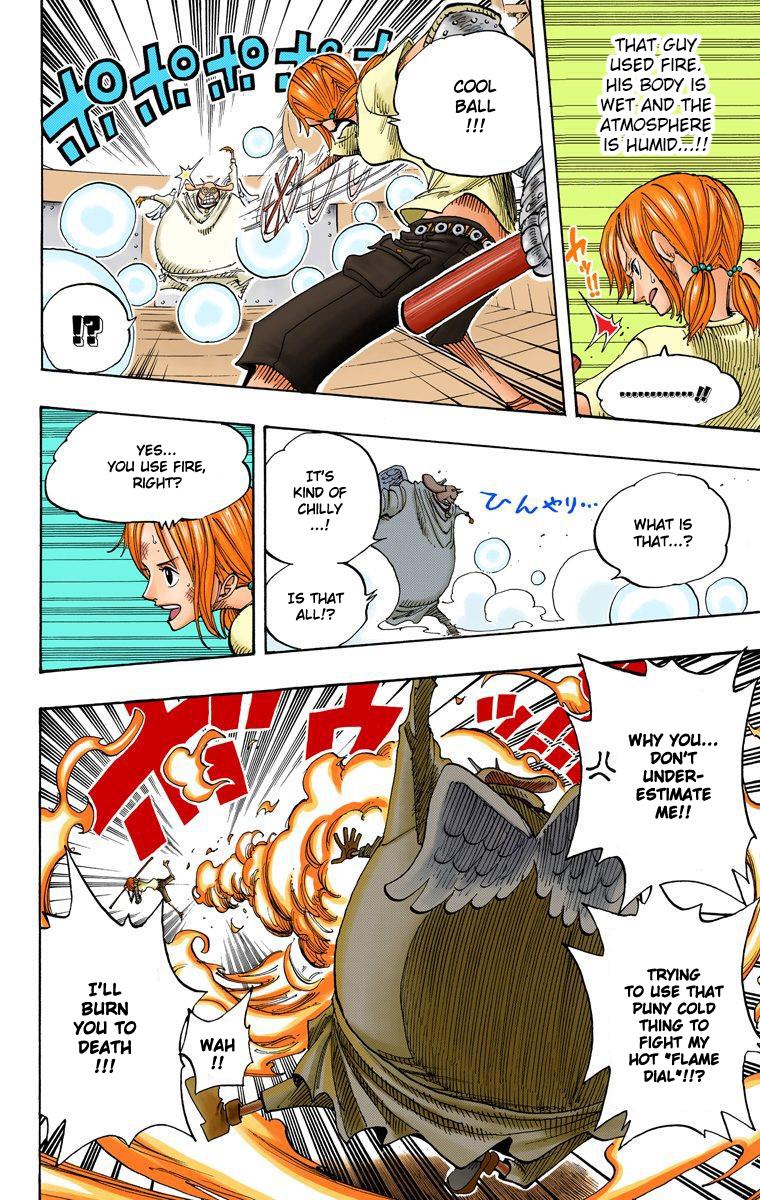 THAT GUY
USED FIRE.
HIS BODY IS
WET AND THE
ATMOSPHERE
IS HUMID...!!
.............!!
COOL
BALL
!!!
ポポポポ
!?
WHAT IS
THAT...?
ひんやり…
IT'S
KIND OF
CHILLY
...!
IS THAT
ALL!?
YES...
YOU USE FIRE,
RIGHT?
WHY YOU...
DON'T
UNDER-
ESTIMATE
ME!!
ボウッ!!
TRYING
TO USE THAT
PUNY COLD
THING TO
FIGHT MY
HOT "FLAME
DIAL"!!?
WAH
!!
I'LL
BURN
YOU TO
DEATH
!!!